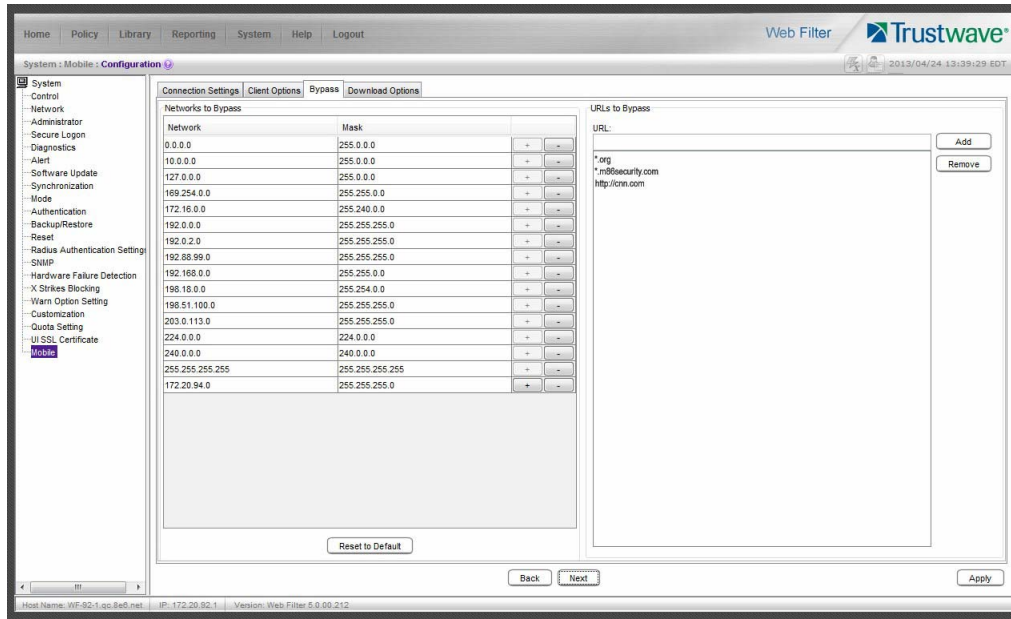 Home Policy Library Reporting System Help Logout
Web Filter Trustwave®
System : Mobile : Configuration
2013/04/24 13:39:29 EDT
System
Control
Network
Administrator
Secure Logon
Diagnostics
Alert
Software Update
Synchronization
Mode
Authentication
Backup/Restore
Reset
Radius Authentication Settings
SNMP
Hardware Failure Detection
X Strikes Blocking
Warn Option Setting
Customization
Quota Setting
UI SSL Certificate
Mobile
Connection Settings Client Options Bypass Download Options
Networks to Bypass
Network Mask
0.0.0.0 255.0.0.0 + -
10.0.0.0 255.0.0.0 + -
127.0.0.0 255.0.0.0 + -
169.254.0.0 255.255.0.0 + -
172.16.0.0 255.240.0.0 + -
192.0.0.0 255.255.255.0 + -
192.0.2.0 255.255.255.0 + -
192.88.99.0 255.255.255.0 + -
192.168.0.0 255.255.0.0 + -
198.18.0.0 255.254.0.0 + -
198.51.100.0 255.255.255.0 + -
203.0.113.0 255.255.255.0 + -
224.0.0.0 224.0.0.0 + -
240.0.0.0 240.0.0.0 + -
255.255.255.255 255.255.255.255 + -
172.20.94.0 255.255.255.0 + -
Reset to Default
URLs to Bypass
URL:
Add
Remove
*.org
*.m86security.com
http://cnn.com
Back Next
Apply
Host Name: WF-92-1.qc.8e6.net IP: 172.20.92.1 Version: Web Filter 5.0.00.212